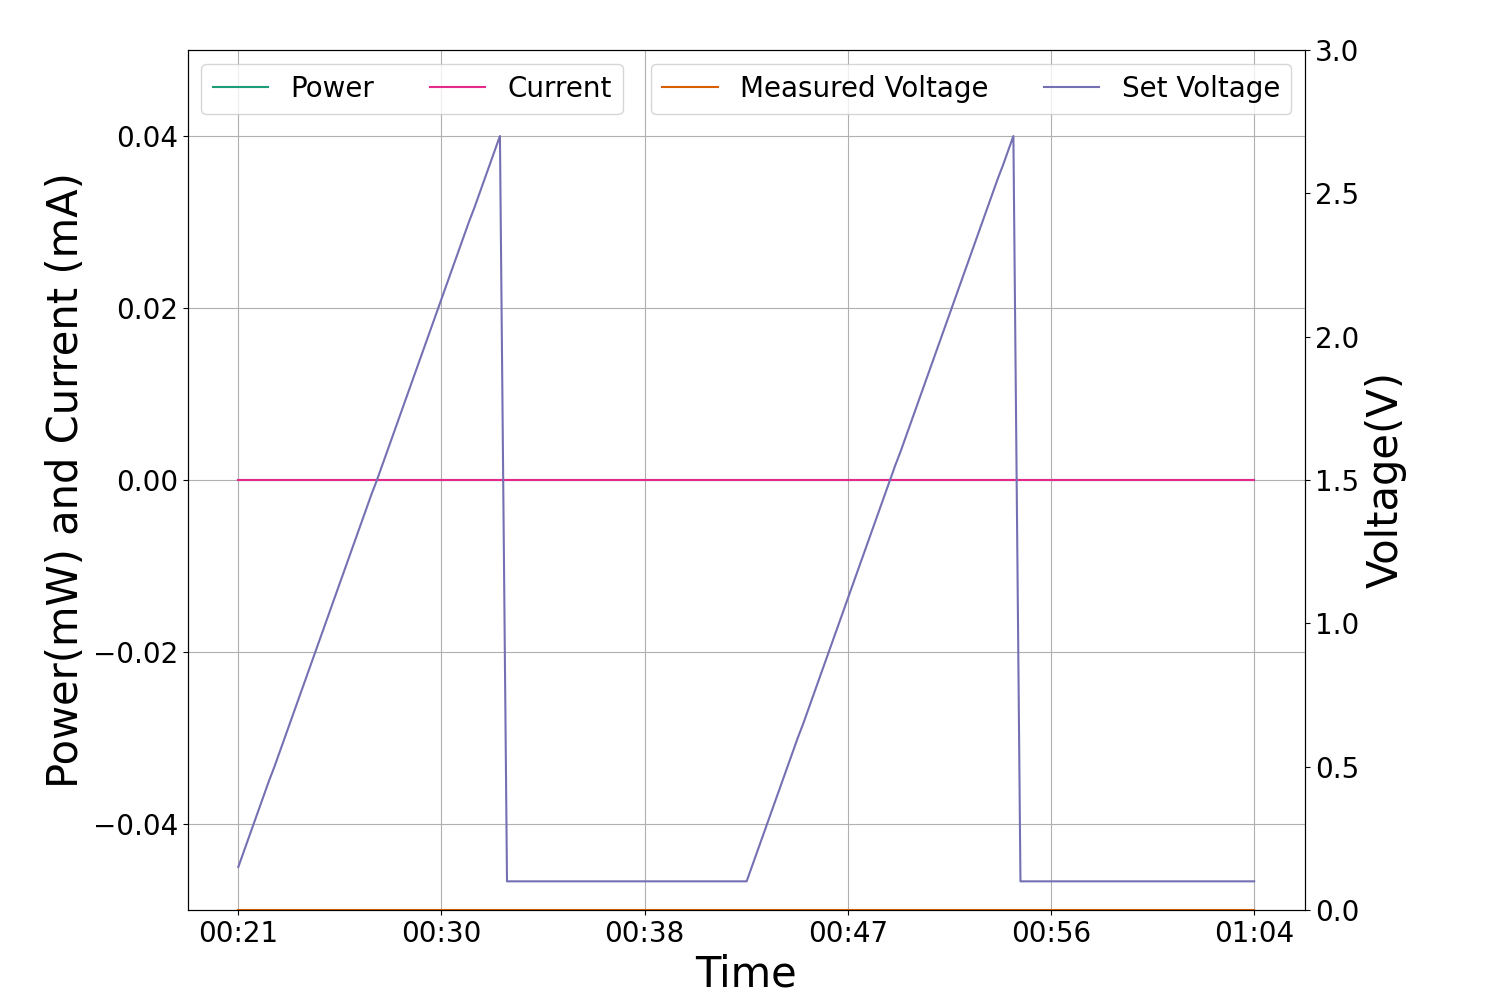 Power Current Measured Voltage Set Voltage
Power(mW) and Current (mA)
0.04
0.02
0.00
−0.02
−0.04
3.0
2.5
2.0
1.5
1.0
0.5
0.0
Voltage(V)
00:21 00:30 00:38 00:47 00:56 01:04
Time